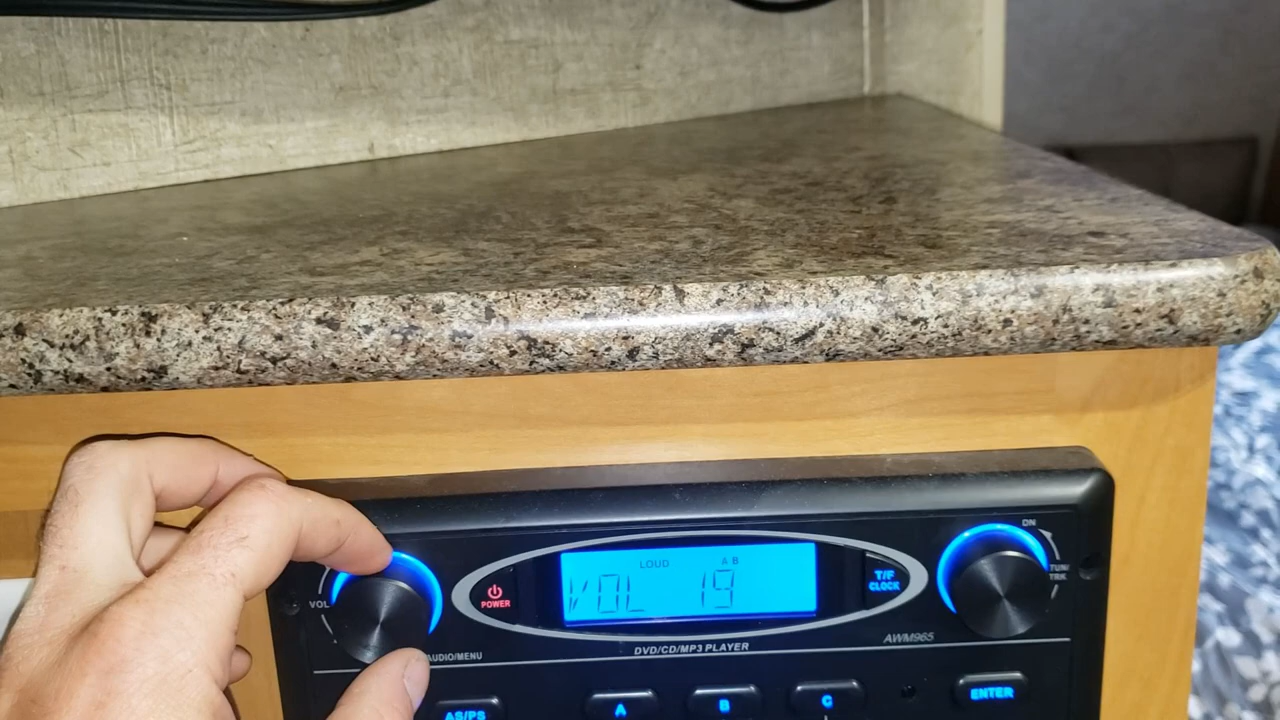 LOUD A B
VOL 19
POWER
T/F
CLOCK
VOL
DN
TUN/
TRK
AUDIO/MENU
DVD/CD/MP3 PLAYER
AWM965
AS/PS
A
B
C
ENTER